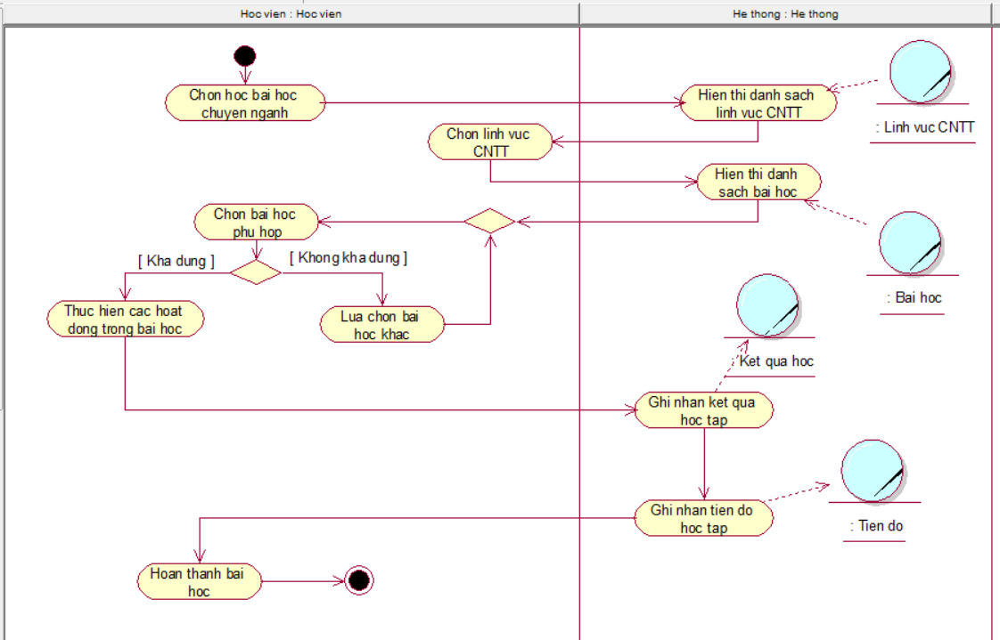 Hoc vien : Hoc vien
He thong : He thong
Chon hoc bai hoc
chuyen nganh
Hien thi danh sach
linh vuc CNTT
: Linh vuc CNTT
Chon linh vuc
CNTT
Hien thi danh
sach bai hoc
Chon bai hoc
phu hop
[ Kha dung ]
[ Khong kha dung ]
: Bai hoc
Thuc hien cac hoat
dong trong bai hoc
Lua chon bai
hoc khac
: Ket qua hoc
Ghi nhan ket qua
hoc tap
Ghi nhan tien do
hoc tap
: Tien do
Hoan thanh bai
hoc